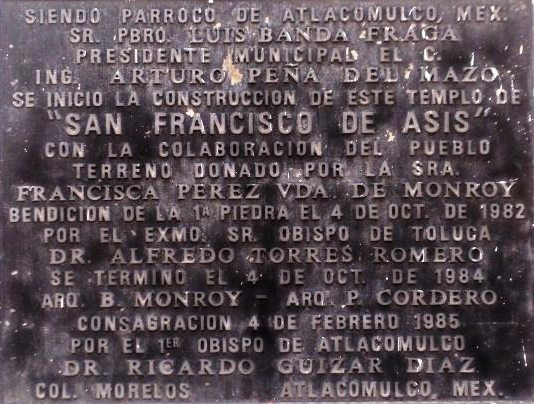 SIENDO PARROCO DE ATLACOMULCO, MEX.
SR. PBRO. LUIS BANDA FRAGA
PRESIDENTE MUNICIPAL EL C.
ING. ARTURO PEÑA DEL MAZO
SE INICIO LA CONSTRUCCION DE ESTE TEMPLO DE
"SAN FRANCISCO DE ASIS"
CON LA COLABORACION DEL PUEBLO
TERRENO DONADO POR LA SRA.
FRANCISCA PEREZ VDA. DE MONROY
BENDICION DE LA 1A PIEDRA EL 4 DE OCT. DE 1982
POR EL EXMO. SR. OBISPO DE TOLUCA
DR. ALFREDO TORRES ROMERO
SE TERMINO EL 4 DE OCT. DE 1984
ARQ. B. MONROY - ARQ. P. CORDERO
CONSAGRACION 4 DE FEBRERO 1985
POR EL 1ER OBISPO DE ATLACOMULCO
DR. RICARDO GUIZAR DIAZ
COL. MORELOS ATLACOMULCO, MEX.